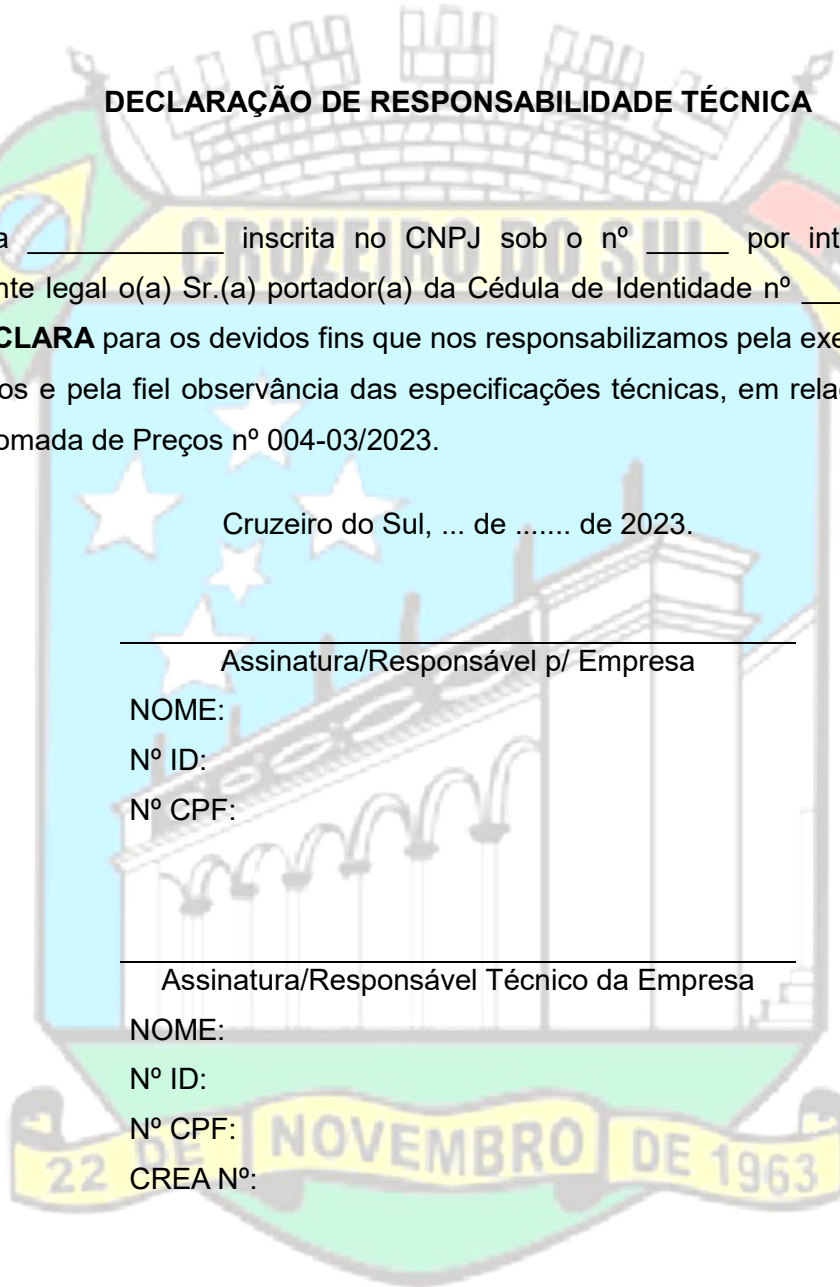 DECLARAÇÃO DE RESPONSABILIDADE TÉCNICA
CRUZEIRO DO SUL
a ____________ inscrita no CNPJ sob o nº _____ por
legal o(a) Sr.(a) portador(a) da Cédula de Identidade nº ___
para os devidos fins que nos responsabilizamos pela
e pela fiel observância das especificações técnicas, em
de Preços nº 004-03/2023.
Cruzeiro do Sul, ... de ....... de 2023.
Assinatura/Responsável p/ Empresa
NOME:
Nº ID:
Nº CPF:
Assinatura/Responsável Técnico da Empresa
NOME:
Nº ID:
Nº CPF:
CREA Nº:
22 DE NOVEMBRO DE 1963